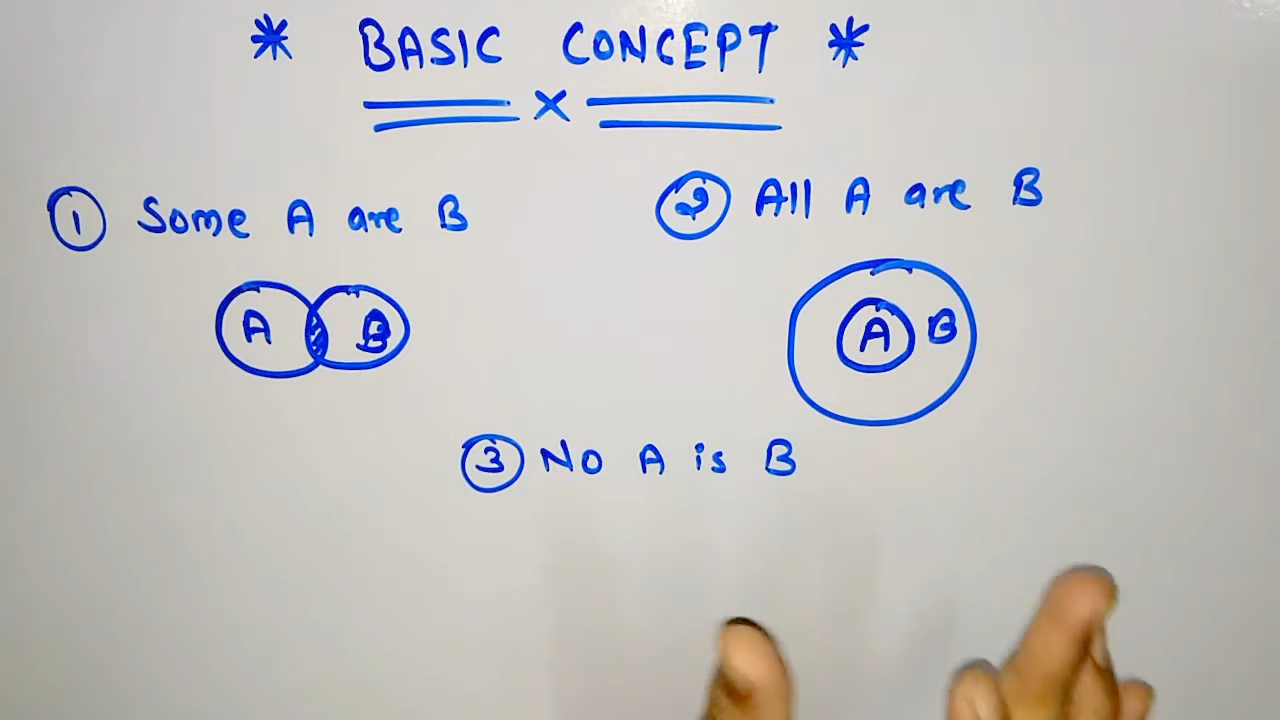 * BASIC CONCEPT *
x
① Some A are B
② All A are B
A B
A B
③ No A is B